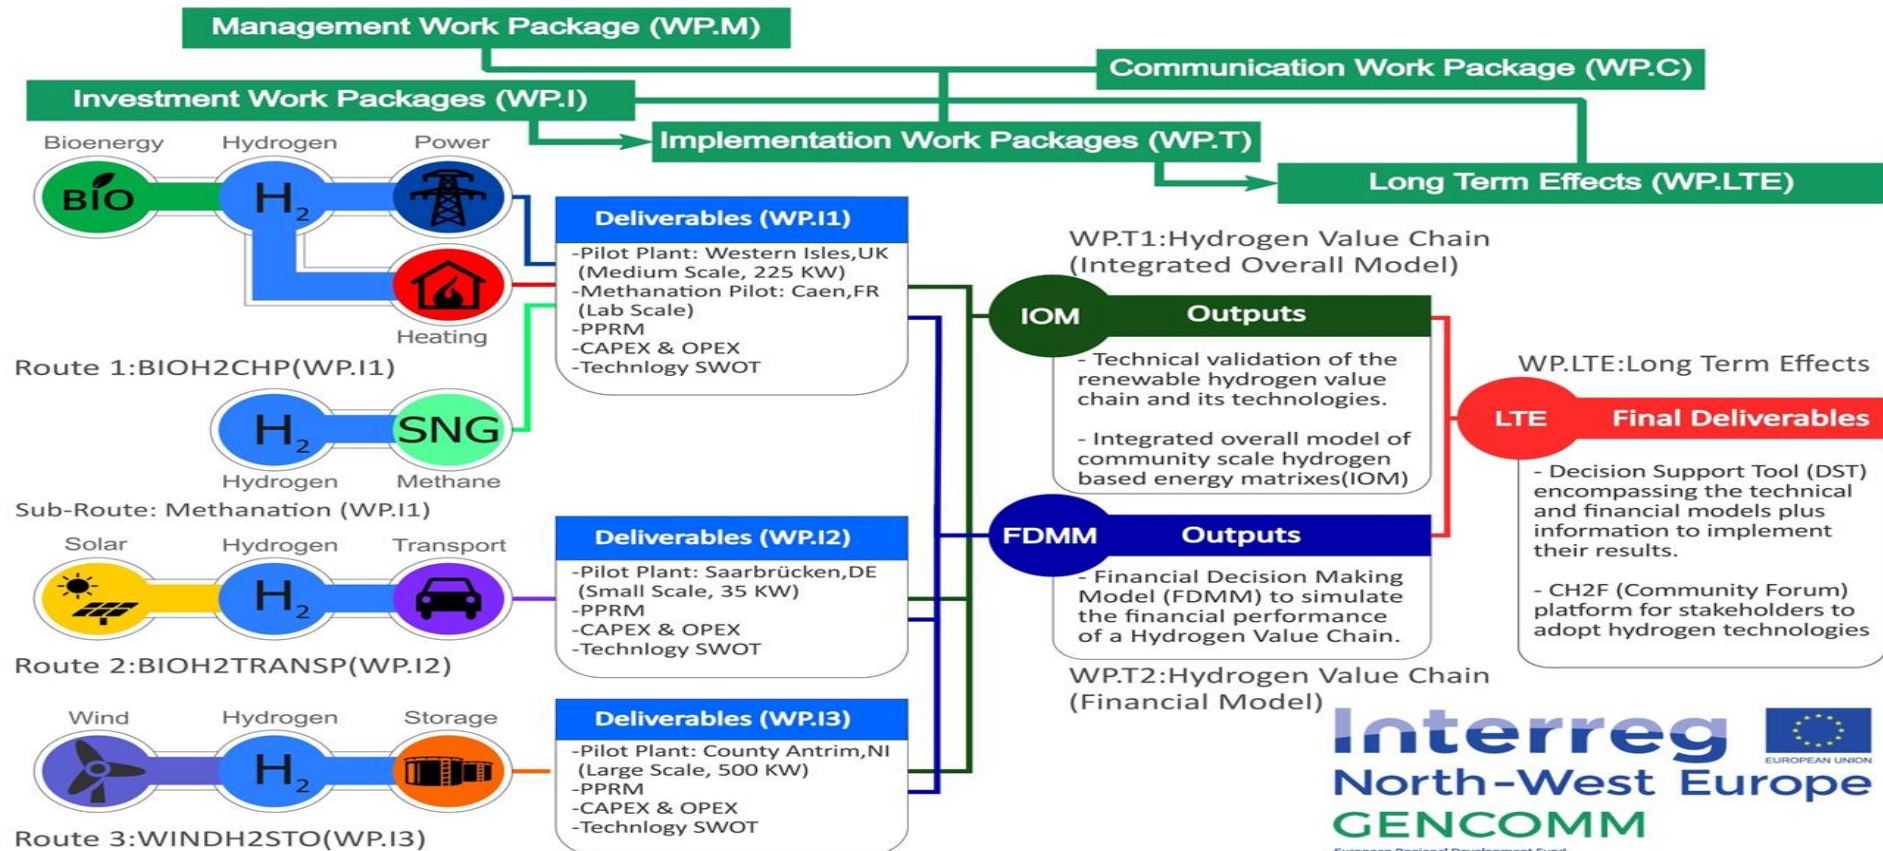 Management Work Package (WP.M)
Communication Work Package (WP.C)
Investment Work Packages (WP.I)
Implementation Work Packages (WP.T)
Long Term Effects (WP.LTE)
Bioenergy
Hydrogen
Power
BIO
H2
Heating
Route 1:BIOH2CHP(WP.I1)
H2
SNG
Hydrogen
Methane
Sub-Route: Methanation (WP.I1)
Solar
Hydrogen
Transport
H2
Route 2:BIOH2TRANSP(WP.I2)
Wind
Hydrogen
Storage
H2
Route 3:WINDH2STO(WP.I3)
Deliverables (WP.I1)
-Pilot Plant: Western Isles,UK
(Medium Scale, 225 KW)
-Methanation Pilot: Caen,FR
(Lab Scale)
-PPRM
-CAPEX & OPEX
-Technlogy SWOT
Deliverables (WP.I2)
-Pilot Plant: Saarbrücken,DE
(Small Scale, 35 KW)
-PPRM
-CAPEX & OPEX
-Technlogy SWOT
Deliverables (WP.I3)
-Pilot Plant: County Antrim,NI
(Large Scale, 500 KW)
-PPRM
-CAPEX & OPEX
-Technlogy SWOT
WP.T1:Hydrogen Value Chain
(Integrated Overall Model)
IOM
Outputs
- Technical validation of the
renewable hydrogen value
chain and its technologies.
- Integrated overall model of
community scale hydrogen
based energy matrixes(IOM)
FDMM
Outputs
- Financial Decision Making
Model (FDMM) to simulate
the financial performance
of a Hydrogen Value Chain.
WP.T2:Hydrogen Value Chain
(Financial Model)
WP.LTE:Long Term Effects
LTE
Final Deliverables
- Decision Support Tool (DST)
encompassing the technical
and financial models plus
information to implement
their results.
- CH2F (Community Forum)
platform for stakeholders to
adopt hydrogen technologies
Interreg
EUROPEAN UNION
North-West Europe
GENCOMM
European Regional Development Fund